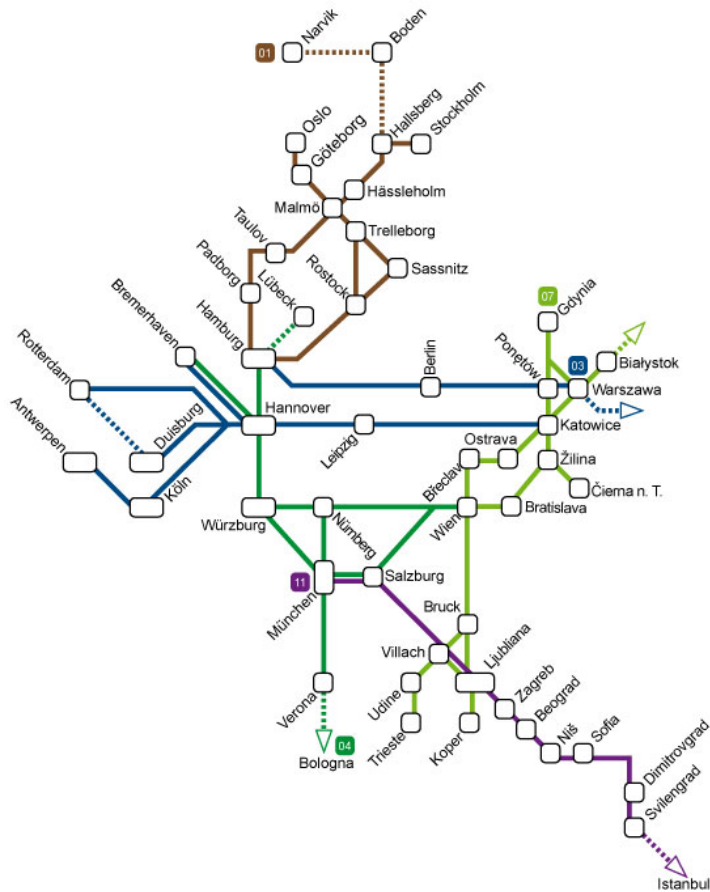 01
Narvik
Boden
Oslo
Göteborg
Hallsberg
Stockholm
Hässleholm
Malmö
Trelleborg
Taulov
Padborg
Lübeck
Rostock
Sassnitz
Hamburg
Bremerhaven
Rotterdam
Antwerpen
Duisburg
Köln
Hannover
Berlin
Leipzig
07
Gdynia
Ponętów
03
Białystok
Warszawa
Katowice
Ostrava
Břeclav
Žilina
Čierna n. T.
Bratislava
Wien
Würzburg
Nürnberg
11
München
Salzburg
Bruck
Villach
Ljubliana
Udine
Trieste
Koper
Zagreb
Beograd
Niš
Sofia
Dimitrovgrad
Svilengrad
Istanbul
Verona
04
Bologna